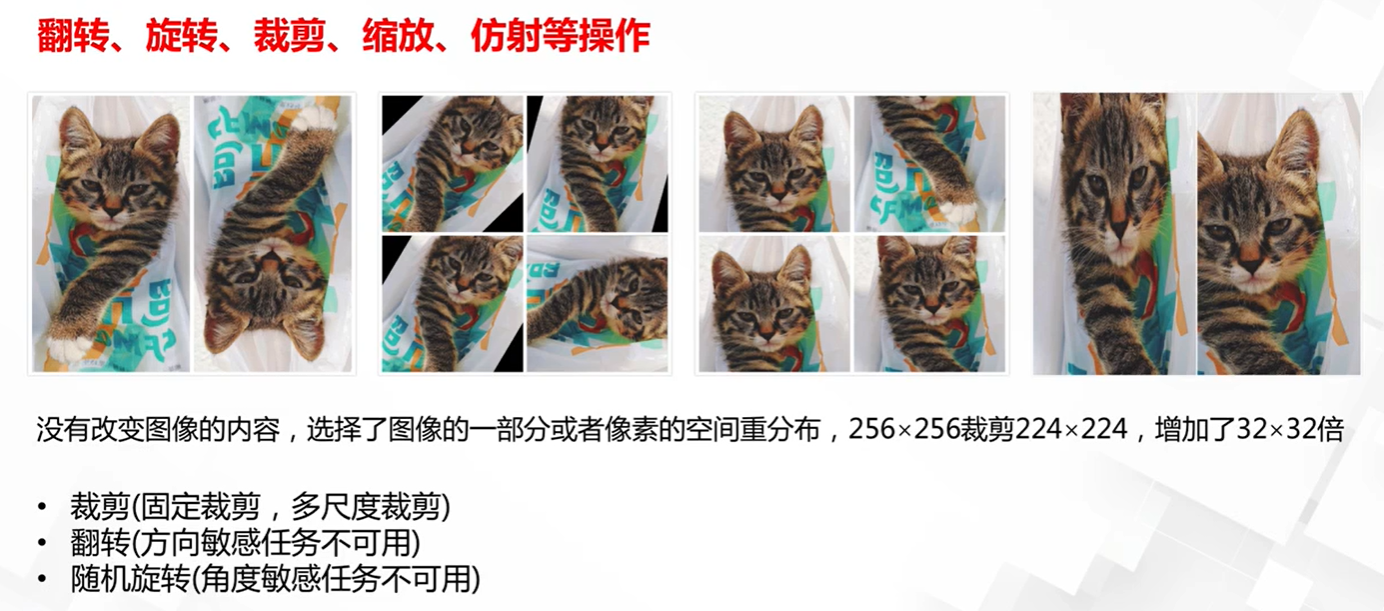 翻转、旋转、裁剪、缩放、仿射等操作
没有改变图像的内容，选择了图像的一部分或者像素的空间重分布，256×256裁剪224×224，增加了32×32倍
• 裁剪(固定裁剪，多尺度裁剪)
• 翻转(方向敏感任务不可用)
• 随机旋转(角度敏感任务不可用)